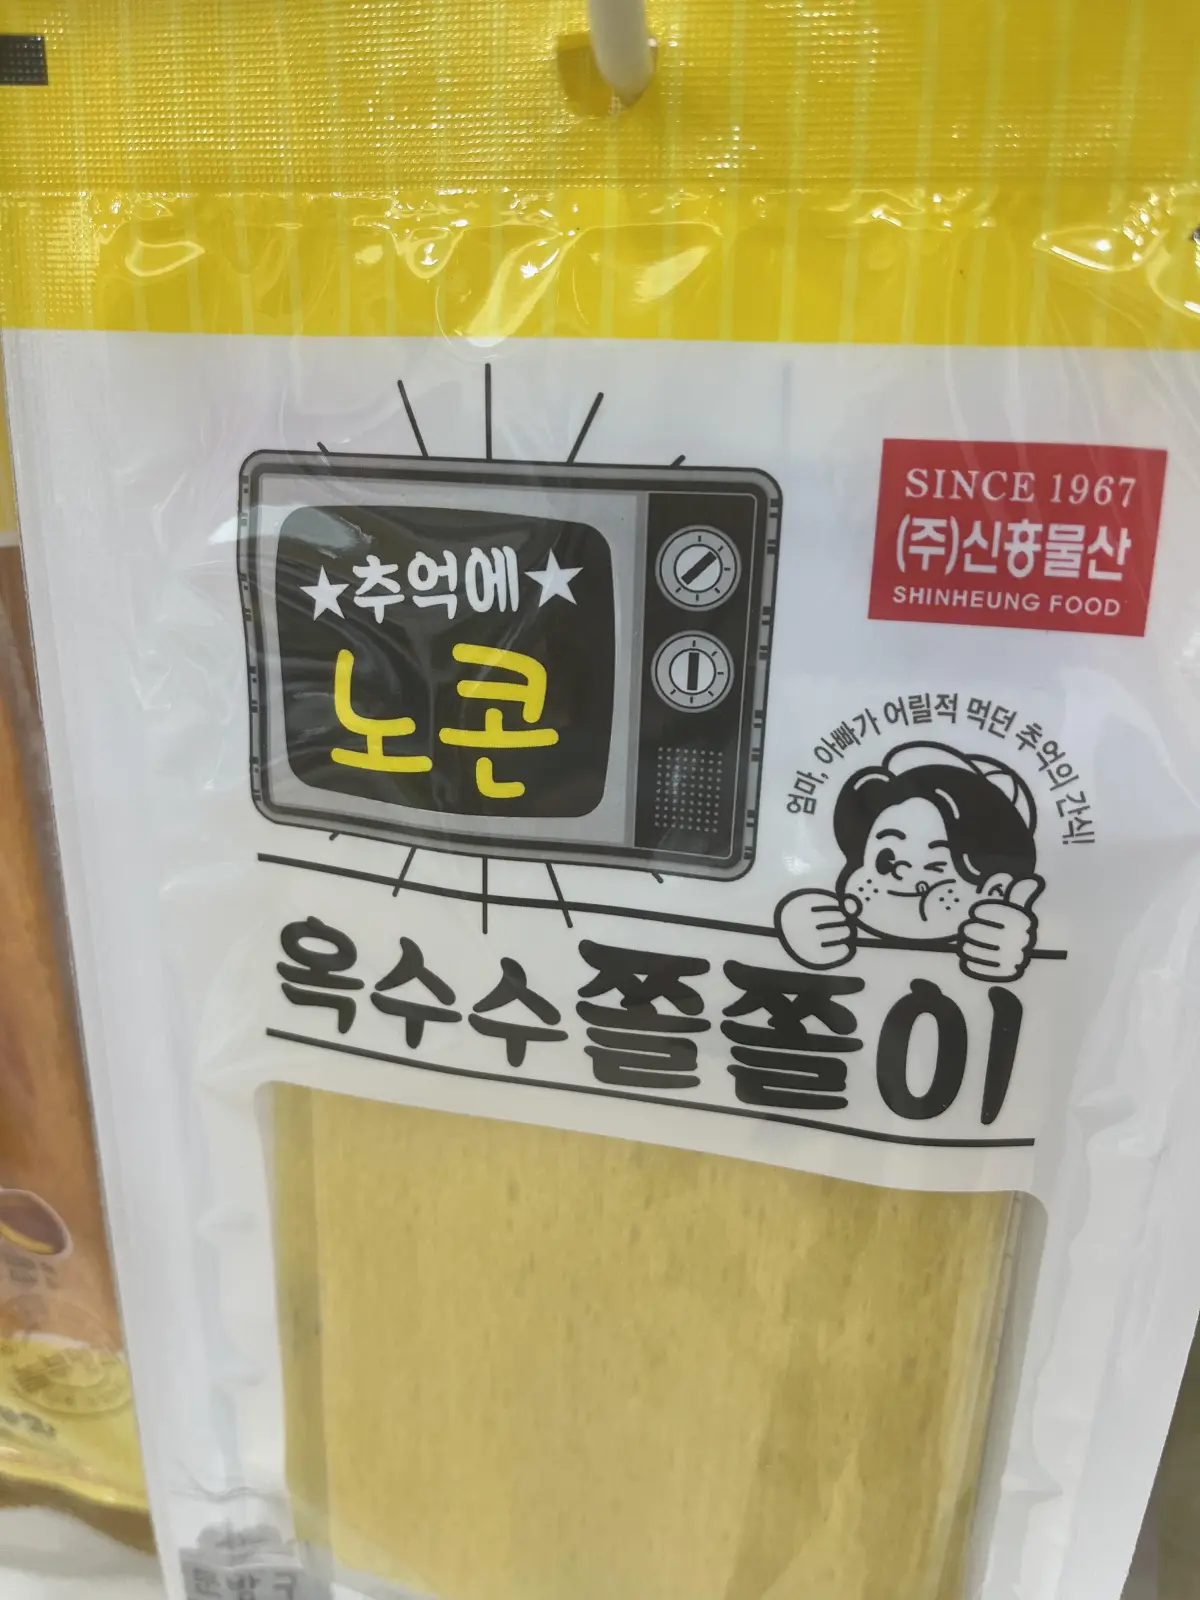 ★추억에★
노콘
SINCE 1967
(주)신흥물산
SHINHEUNG FOOD
엄마, 아빠가 어릴적 먹던 추억의 간식!
옥수수쫄쫄이